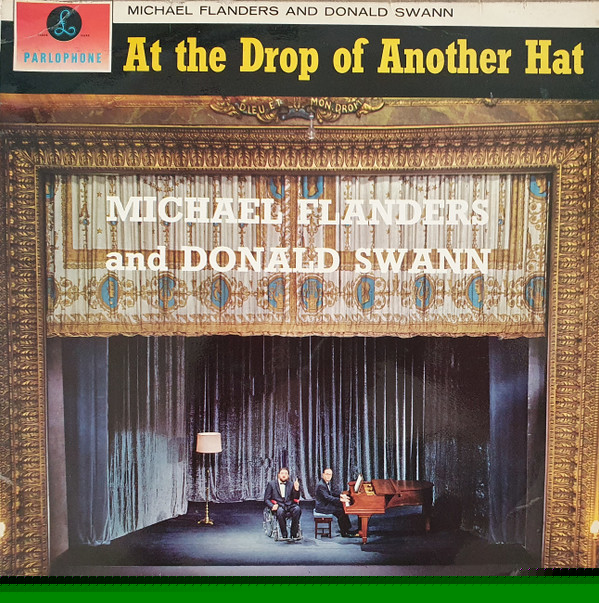 MICHAEL FLANDERS AND DONALD SWANN
PARLOPHONE
At the Drop of Another Hat
DIEU ET MON DROIT
MICHAEL FLANDERS
and DONALD SWANN